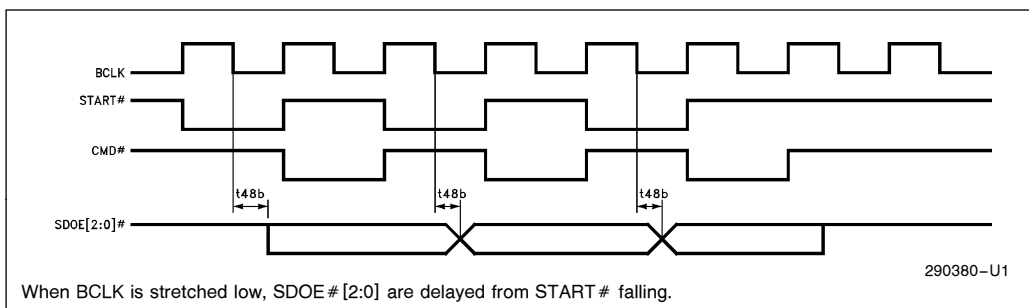 BCLK
START#
CMD#
t48b t48b t48b
SDOE[2:0]#
290380–U1
When BCLK is stretched low, SDOE#[2:0] are delayed from START# falling.